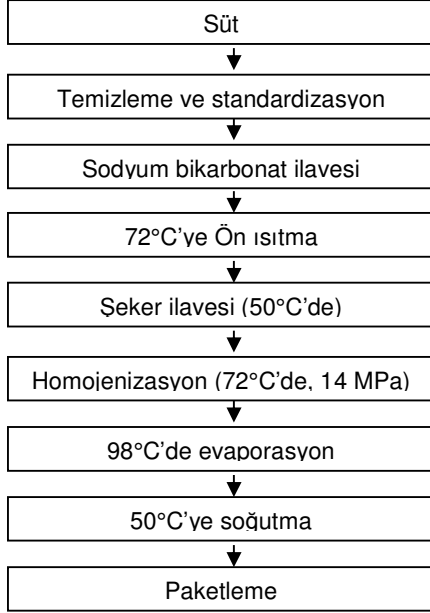 Süt
Temizleme ve standardizasyon
Sodyum bikarbonat ilavesi
72°C'ye Ön ısıtma
Şeker ilavesi (50°C'de)
Homojenizasyon (72°C'de, 14 MPa)
98°C'de evaporasyon
50°C'ye soğutma
Paketleme